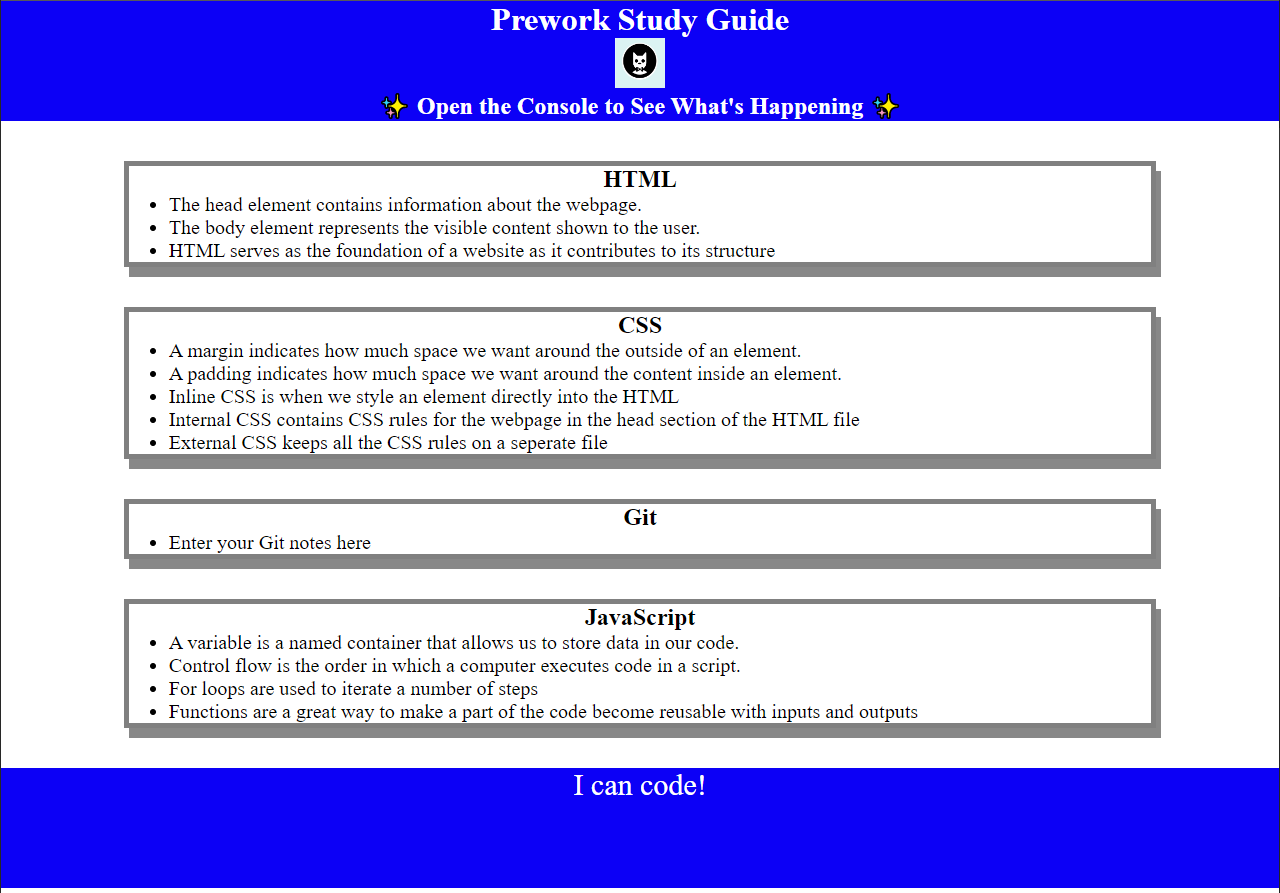 Prework Study Guide
✨ Open the Console to See What's Happening ✨
HTML
• The head element contains information about the webpage.
• The body element represents the visible content shown to the user.
• HTML serves as the foundation of a website as it contributes to its structure
CSS
• A margin indicates how much space we want around the outside of an element.
• A padding indicates how much space we want around the content inside an element.
• Inline CSS is when we style an element directly into the HTML
• Internal CSS contains CSS rules for the webpage in the head section of the HTML file
• External CSS keeps all the CSS rules on a seperate file
Git
• Enter your Git notes here
JavaScript
• A variable is a named container that allows us to store data in our code.
• Control flow is the order in which a computer executes code in a script.
• For loops are used to iterate a number of steps
• Functions are a great way to make a part of the code become reusable with inputs and outputs
I can code!